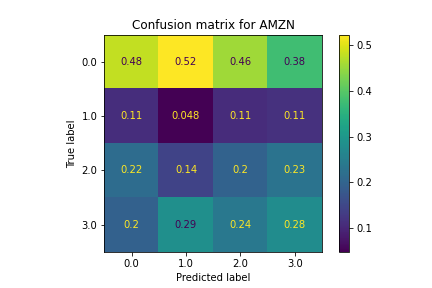 Confusion matrix for AMZN
0.0 0.48 0.52 0.46 0.38
1.0 0.11 0.048 0.11 0.11
2.0 0.22 0.14 0.2 0.23
3.0 0.2 0.29 0.24 0.28
0.0 1.0 2.0 3.0
Predicted label
True label
0.5
0.4
0.3
0.2
0.1